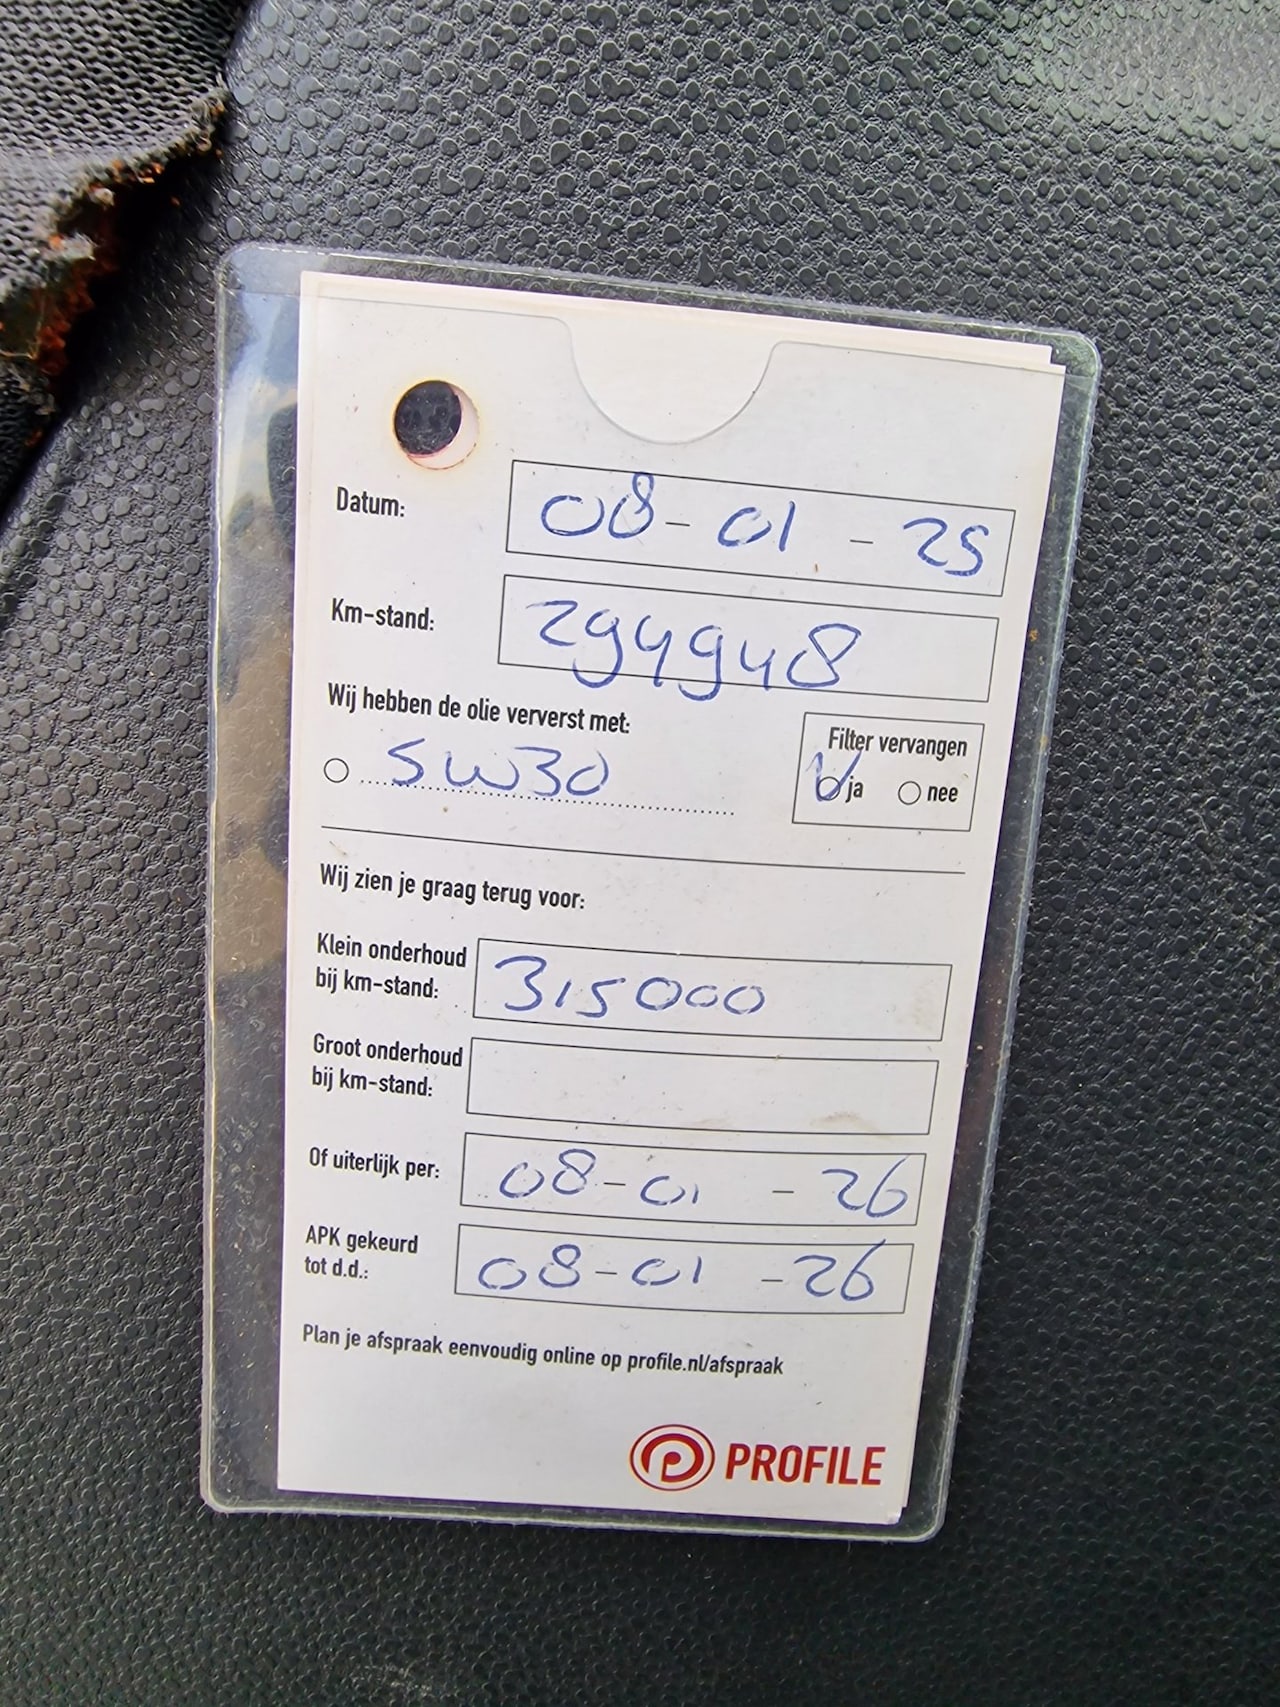 Datum: 08-01-25
Km-stand: 294948
Wij hebben de olie ververst met:
5W30
Filter vervangen
ja nee
Wij zien je graag terug voor:
Klein onderhoud
bij km-stand: 315000
Groot onderhoud
bij km-stand:
Of uiterlijk per: 08-01-26
APK gekeurd
tot d.d.: 08-01-26
Plan je afspraak eenvoudig online op profile.nl/afspraak
PROFILE